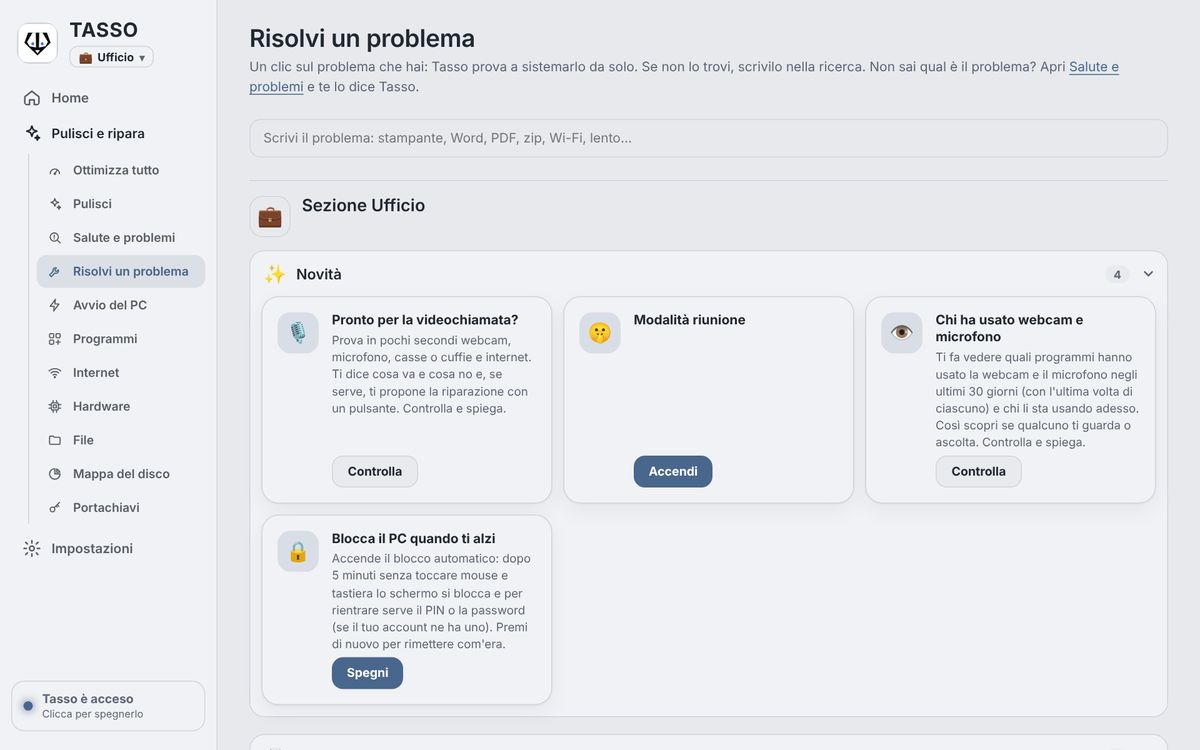 TASSO
Ufficio
Home
Pulisci e ripara
Ottimizza tutto
Pulisci
Salute e problemi
Risolvi un problema
Avvio del PC
Programmi
Internet
Hardware
File
Mappa del disco
Portachiavi
Impostazioni
Tasso è acceso
Clicca per spegnerlo
Risolvi un problema
Un clic sul problema che hai: Tasso prova a sistemarlo da solo. Se non lo trovi, scrivilo nella ricerca. Non sai qual è il problema? Apri Salute e
problemi e te lo dice Tasso.
Scrivi il problema: stampante, Word, PDF, zip, Wi-Fi, lento...
Sezione Ufficio
Novità
4
Pronto per la videochiamata?
Prova in pochi secondi webcam,
microfono, casse o cuffie e internet.
Ti dice cosa va e cosa no e, se
serve, ti propone la riparazione con
un pulsante. Controlla e spiega.
Controlla
Modalità riunione
Accendi
Chi ha usato webcam e
microfono
Ti fa vedere quali programmi hanno
usato la webcam e il microfono negli
ultimi 30 giorni (con l'ultima volta di
ciascuno) e chi li sta usando adesso.
Così scopri se qualcuno ti guarda o
ascolta. Controlla e spiega.
Controlla
Blocca il PC quando ti alzi
Accende il blocco automatico: dopo
5 minuti senza toccare mouse e
tastiera lo schermo si blocca e per
rientrare serve il PIN o la password
(se il tuo account ne ha uno). Premi
di nuovo per rimettere com'era.
Spegni